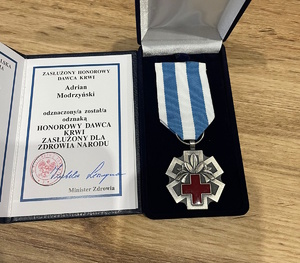 ZASŁUŻONY HONOROWY
DAWCA KRWI
Adrian
Modrzyński
odznaczony/a został/a
odznaką
HONOROWY DAWCA
KRWI
ZASŁUŻONY DLA
ZDROWIA NARODU
Minister Zdrowia